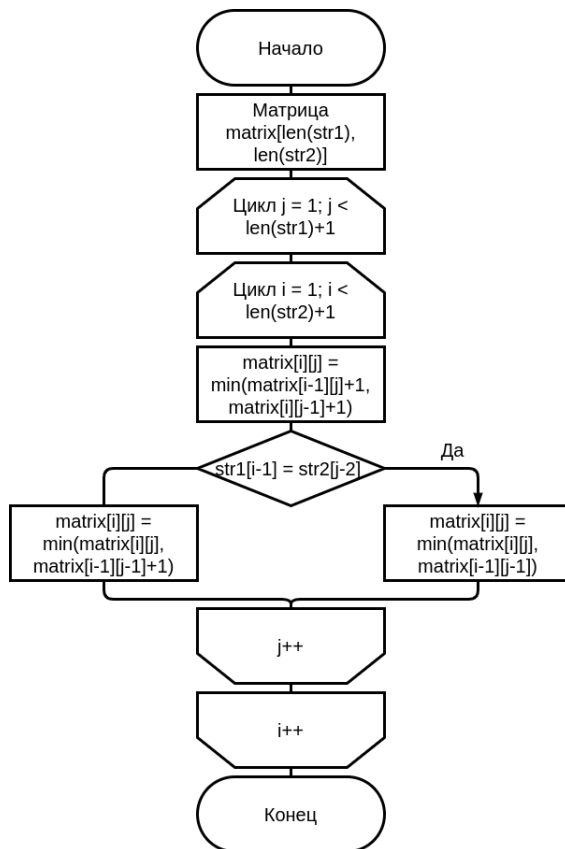 Начало
Матрица
matrix[len(str1),
len(str2)]
Цикл j = 1; j <
len(str1)+1
Цикл i = 1; i <
len(str2)+1
matrix[i][j] =
min(matrix[i-1][j]+1,
matrix[i][j-1]+1)
str1[i-1] = str2[j-2]
Да
matrix[i][j] =
min(matrix[i][j],
matrix[i-1][j-1]+1)
matrix[i][j] =
min(matrix[i][j],
matrix[i-1][j-1])
j++
i++
Конец